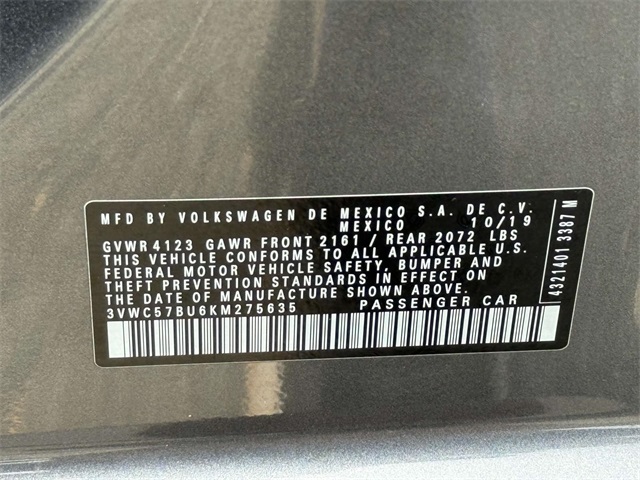 MFD BY VOLKSWAGEN DE MEXICO S.A. DE C.V.
MEXICO 10/19
GVWR 4123 GAWR FRONT 2161 / REAR 2072 LBS
THIS VEHICLE CONFORMS TO ALL APPLICABLE U.S.
FEDERAL MOTOR VEHICLE SAFETY, BUMPER AND
THEFT PREVENTION STANDARDS IN EFFECT ON
THE DATE OF MANUFACTURE SHOWN ABOVE.
3VWC57BU6KM275635 PASSENGER CAR
4321401 3387 M